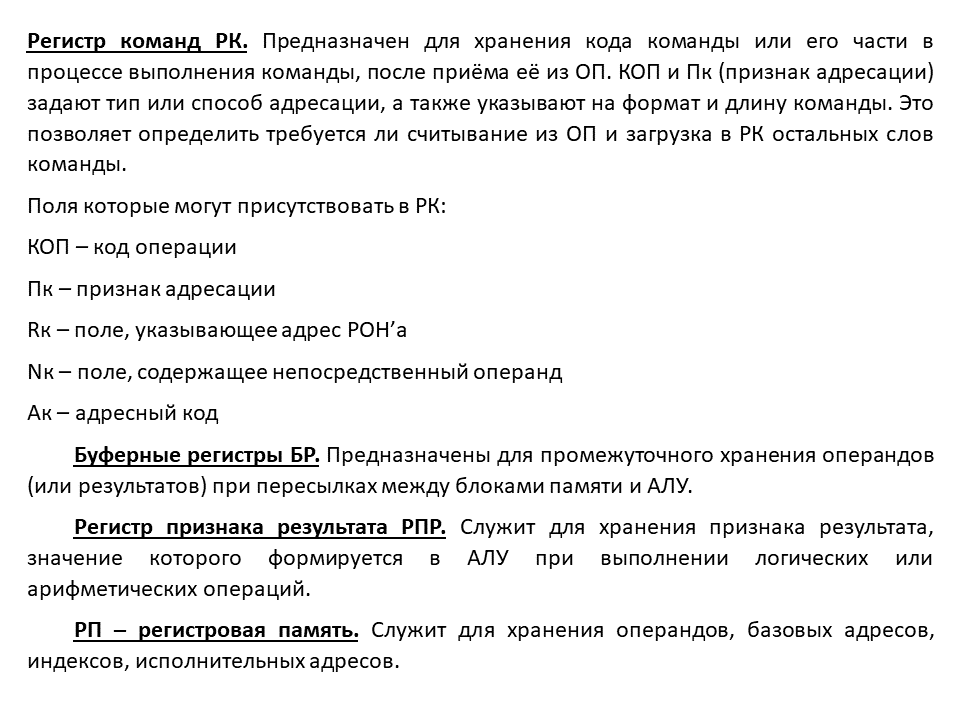 Регистр команд РК. Предназначен для хранения кода команды или его части в
процессе выполнения команды, после приёма её из ОП. КОП и Пк (признак адресации)
задают тип или способ адресации, а также указывают на формат и длину команды. Это
позволяет определить требуется ли считывание из ОП и загрузка в РК остальных слов
команды.
Поля которые могут присутствовать в РК:
КОП – код операции
Пк – признак адресации
Rк – поле, указывающее адрес РОН’а
Nк – поле, содержащее непосредственный операнд
Ак – адресный код
Буферные регистры БР. Предназначены для промежуточного хранения операндов
(или результатов) при пересылках между блоками памяти и АЛУ.
Регистр признака результата РПР. Служит для хранения признака результата,
значение которого формируется в АЛУ при выполнении логических или
арифметических операций.
РП – регистровая память. Служит для хранения операндов, базовых адресов,
индексов, исполнительных адресов.